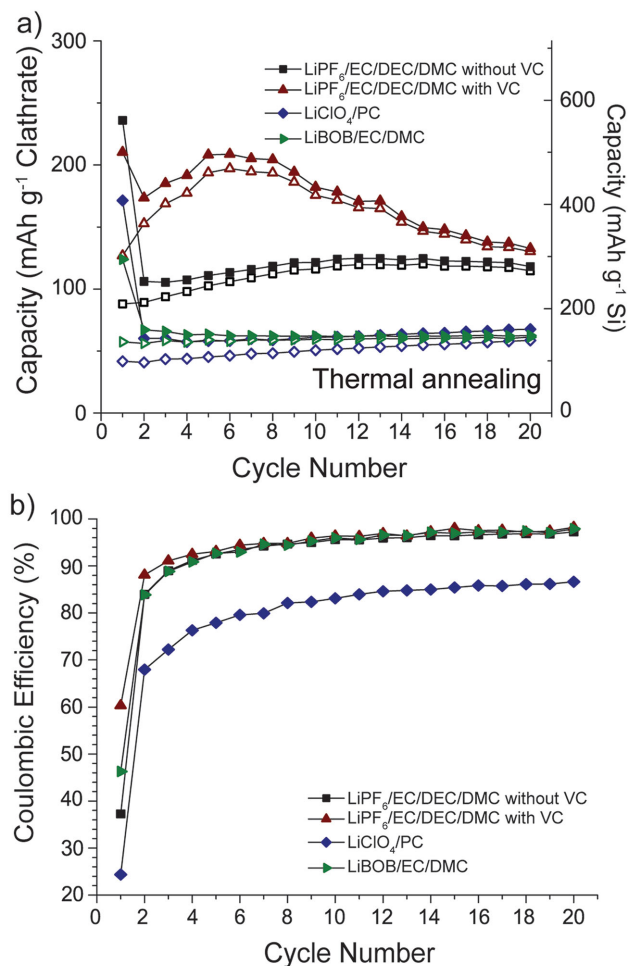 a)
300
200
100
0
Capacity (mAh g⁻¹ Clathrate)
LiPF₆/EC/DEC/DMC without VC
LiPF₆/EC/DEC/DMC with VC
LiClO₄/PC
LiBOB/EC/DMC
600
400
200
0
Capacity (mAh g⁻¹ Si)
Thermal annealing
0 2 4 6 8 10 12 14 16 18 20
Cycle Number
b)
100
90
80
70
60
50
40
30
20
Coulombic Efficiency (%)
LiPF₆/EC/DEC/DMC without VC
LiPF₆/EC/DEC/DMC with VC
LiClO₄/PC
LiBOB/EC/DMC
0 2 4 6 8 10 12 14 16 18 20
Cycle Number